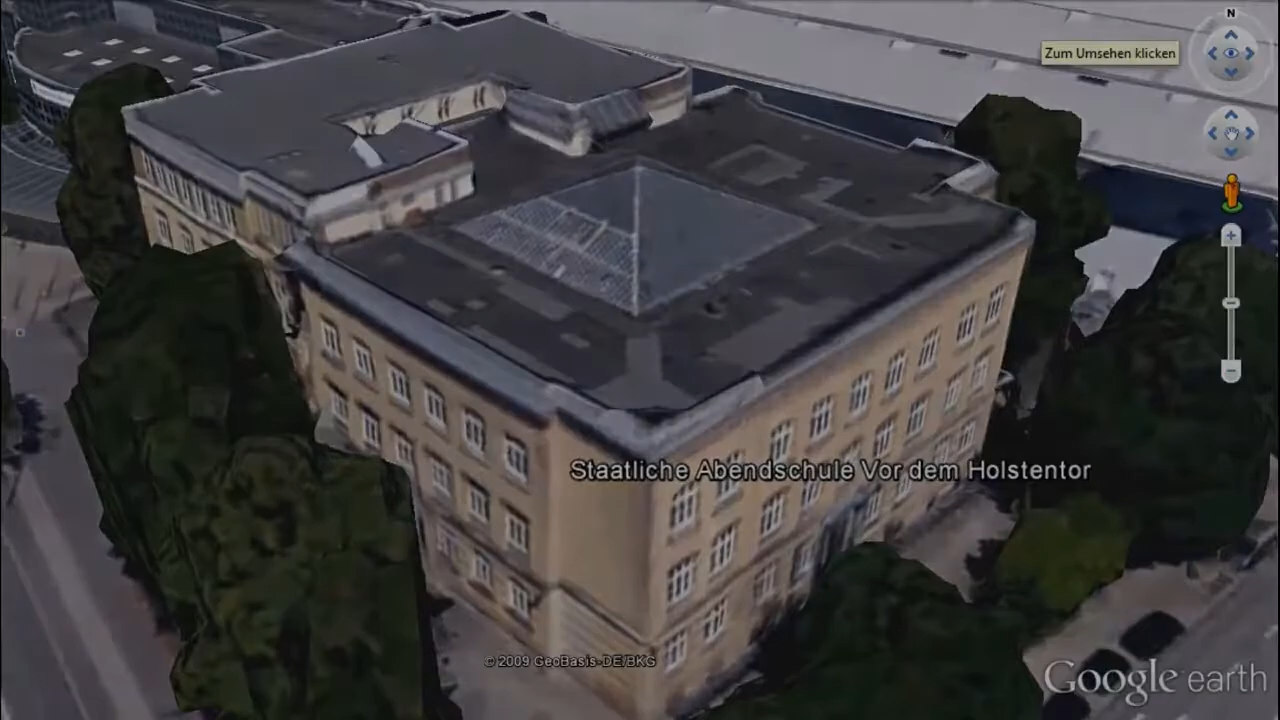 N
Zum Umsehen klicken
Staatliche Abendschule Vor dem Holstentor
© 2009 GeoBasis-DE/BKG
Google earth